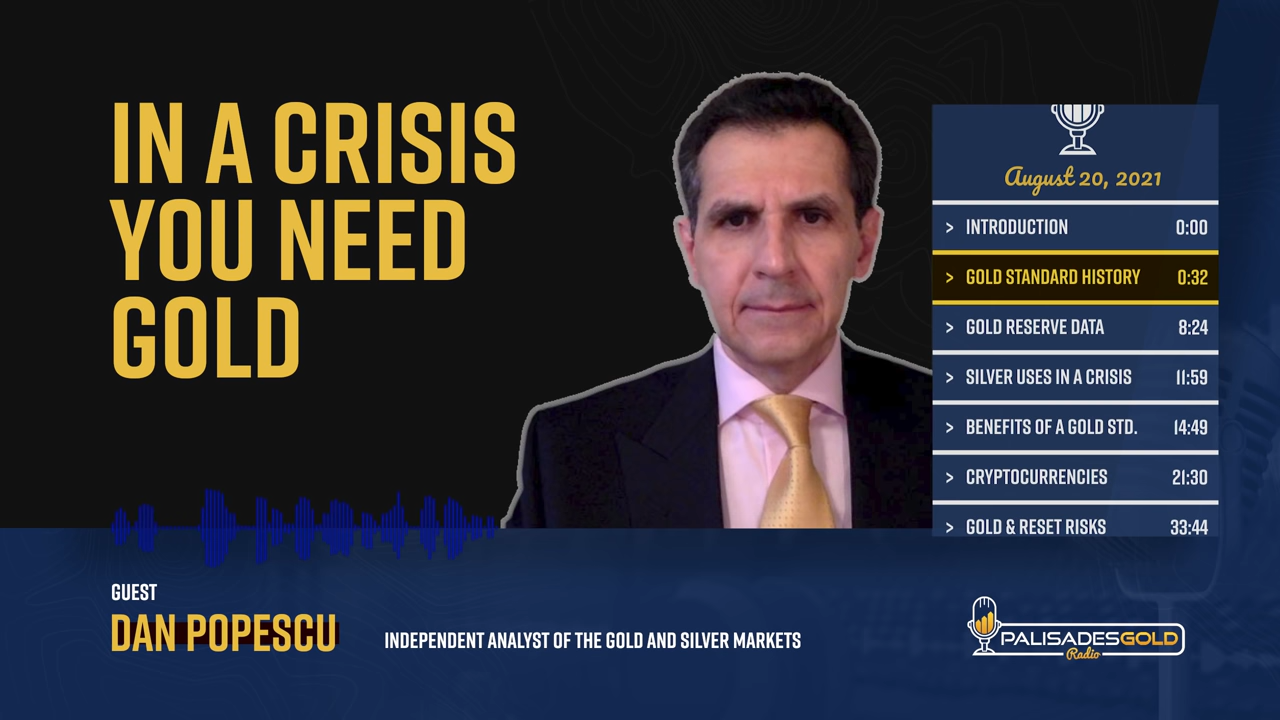 IN A CRISIS
YOU NEED
GOLD
August 20, 2021
> INTRODUCTION 0:00
> GOLD STANDARD HISTORY 0:32
> GOLD RESERVE DATA 8:24
> SILVER USES IN A CRISIS 11:59
> BENEFITS OF A GOLD STD. 14:49
> CRYPTOCURRENCIES 21:30
> GOLD & RESET RISKS 33:44
GUEST
DAN POPESCU
INDEPENDENT ANALYST OF THE GOLD AND SILVER MARKETS
PALISADESGOLD
Radio